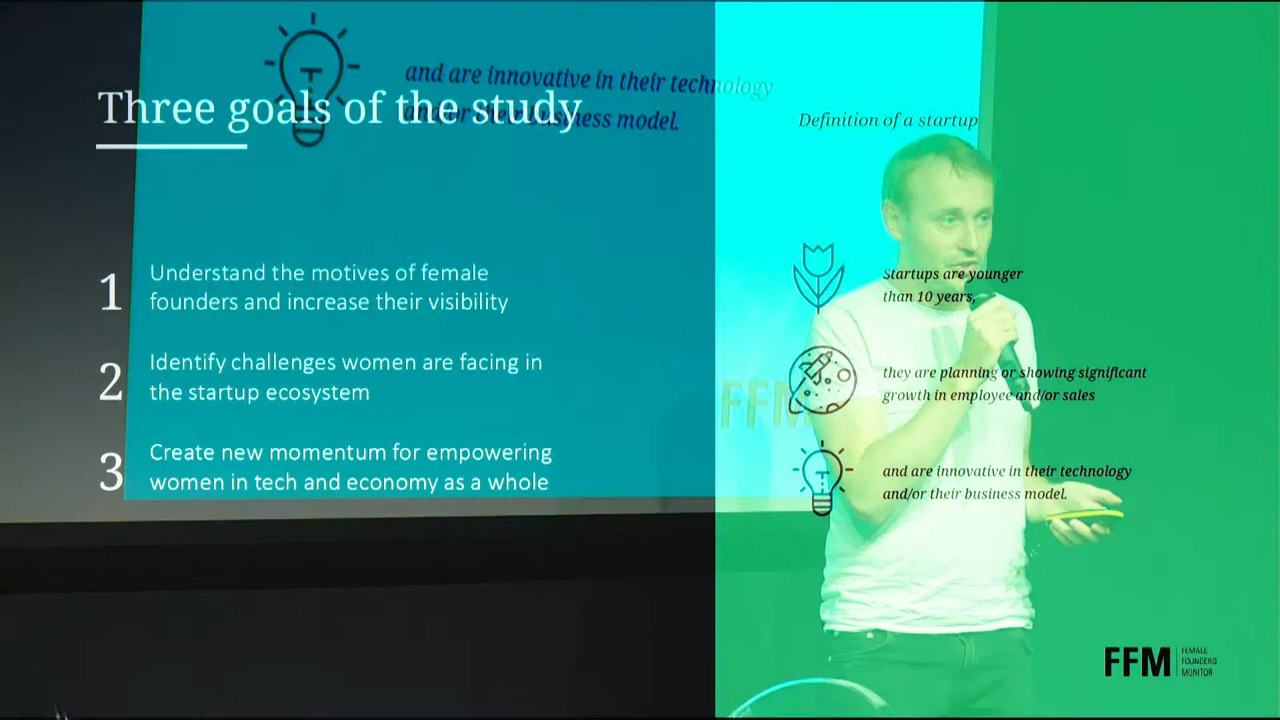 and are innovative in their technology
and/or their business model.
Three goals of the study
1
Understand the motives of female
founders and increase their visibility
2
Identify challenges women are facing in
the startup ecosystem
3
Create new momentum for empowering
women in tech and economy as a whole
FFM
Definition of a startup
Startups are younger
than 10 years,
they are planning or showing significant
growth in employee and/or sales
and are innovative in their technology
and/or their business model.
FFM
FEMALE
FOUNDERS
MONITOR